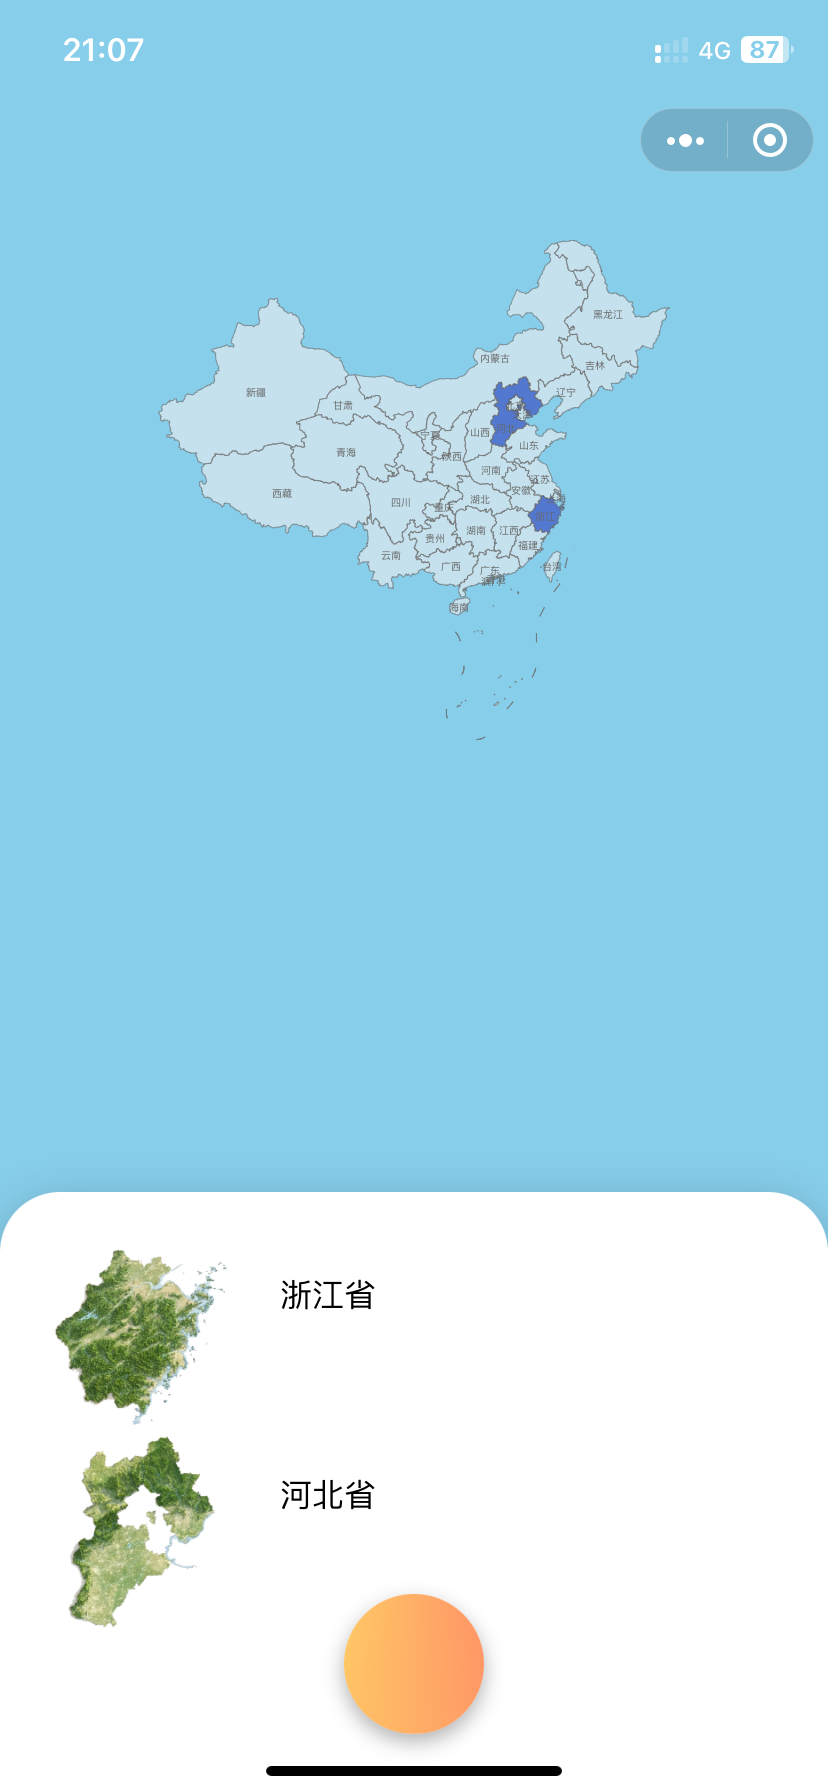 21:07
4G 87
黑龙江
内蒙古
吉林
新疆
辽宁
甘肃
河北
山西
宁夏
山东
青海
陕西
河南
江苏
西藏
安徽
四川
湖北
重庆
浙江
湖南
江西
贵州
福建
云南
广西
台湾
广东
海南
浙江省
河北省